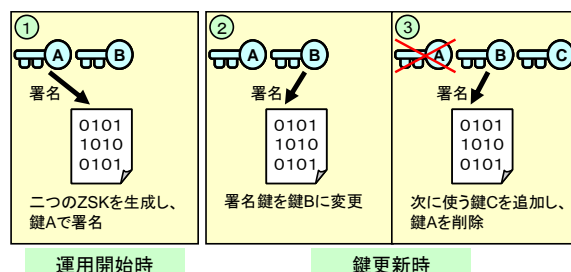 ①
A
B
署名
0101
1010
0101
二つのZSKを生成し、
鍵Aで署名
②
A
B
署名
0101
1010
0101
署名鍵を鍵Bに変更
③
A
B
C
署名
0101
1010
0101
次に使う鍵Cを追加し、
鍵Aを削除
運用開始時
鍵更新時